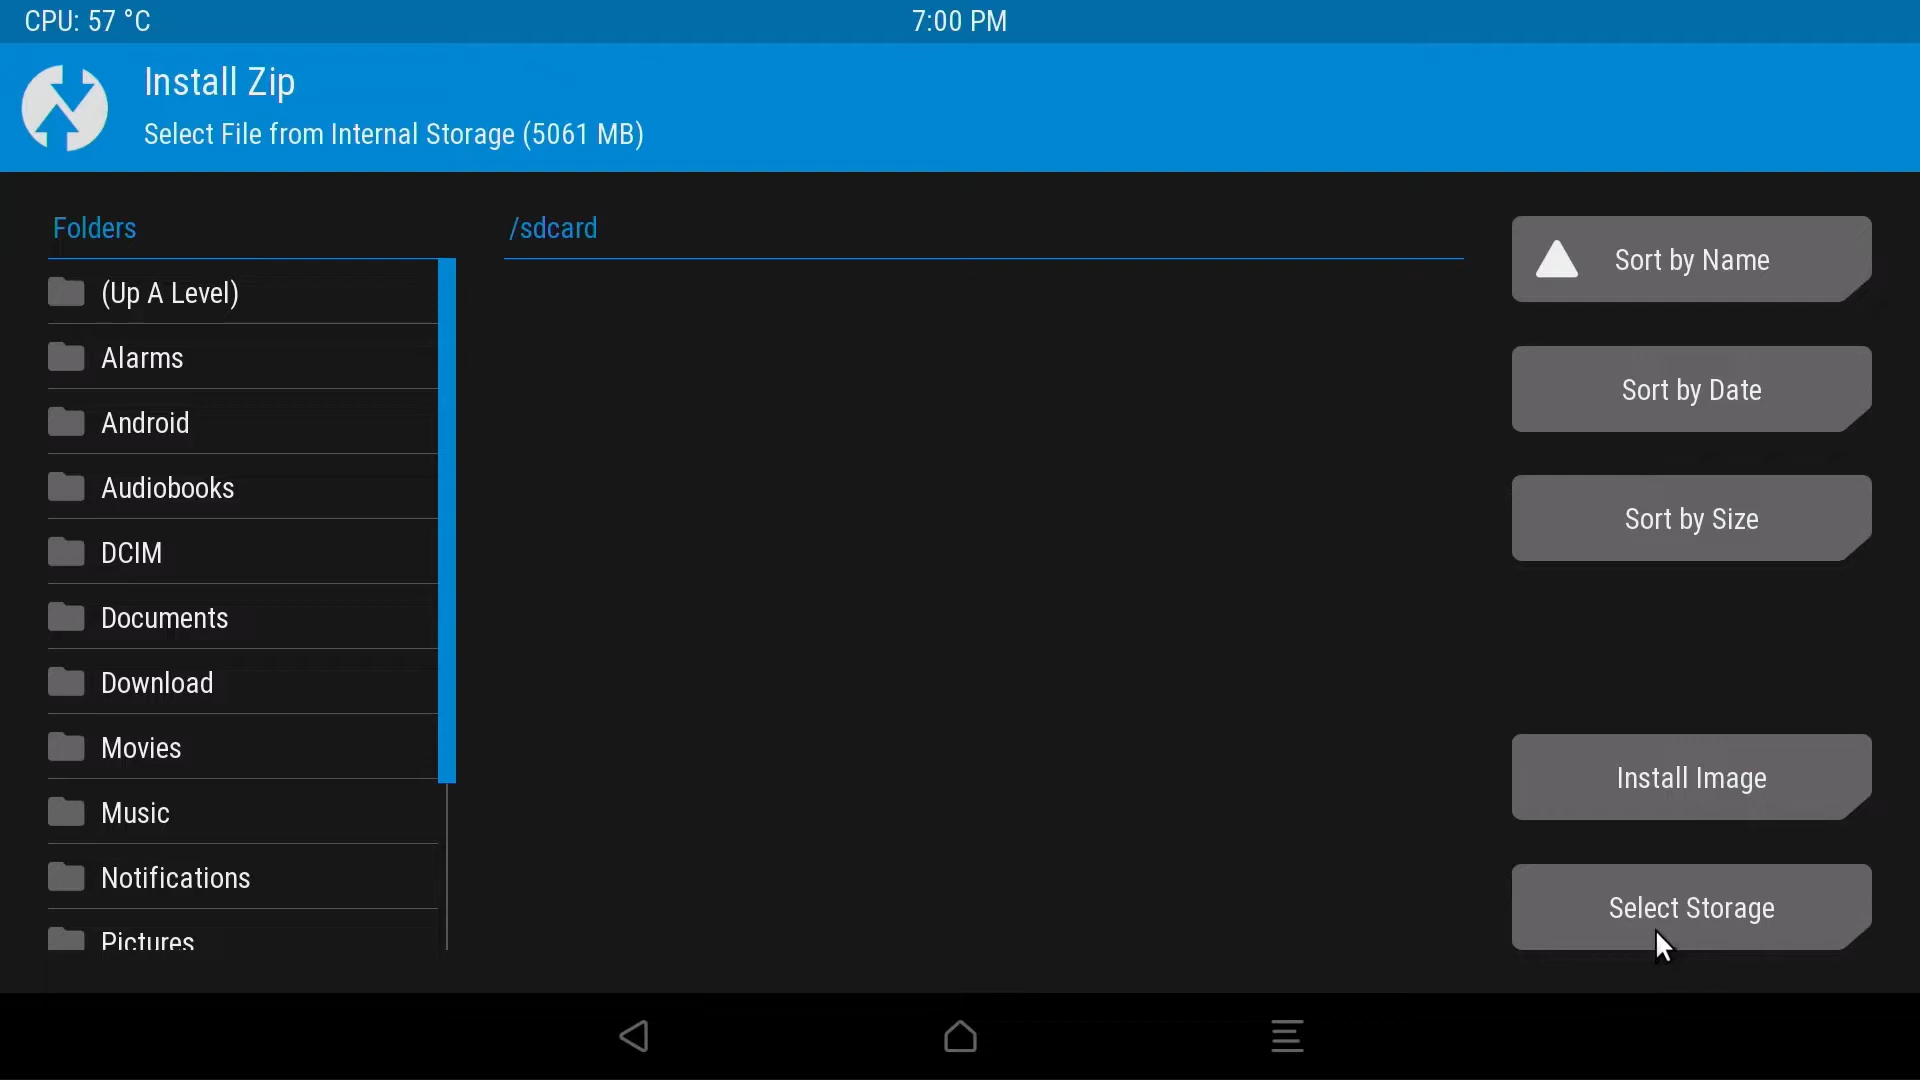 CPU: 57 °C
7:00 PM
Install Zip
Select File from Internal Storage (5061 MB)
Folders
(Up A Level)
Alarms
Android
Audiobooks
DCIM
Documents
Download
Movies
Music
Notifications
Pictures
/sdcard
Sort by Name
Sort by Date
Sort by Size
Install Image
Select Storage